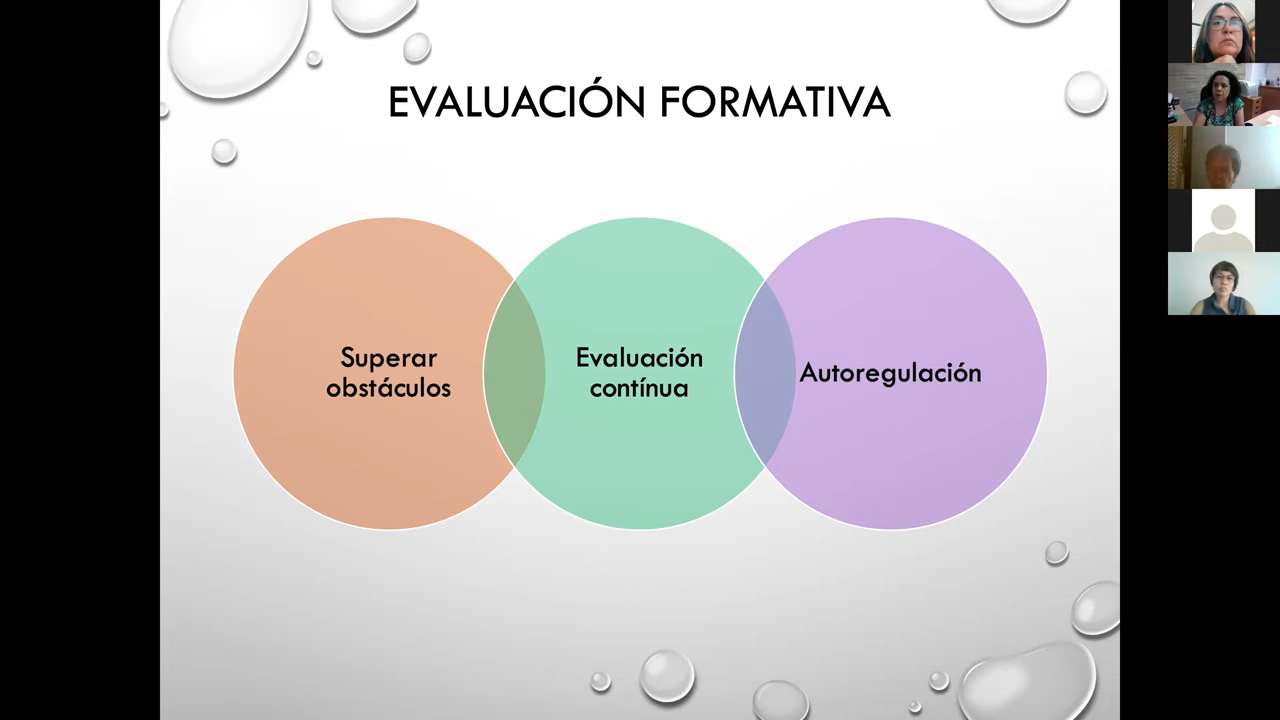 EVALUACIÓN FORMATIVA
Superar
obstáculos
Evaluación
contínua
Autoregulación